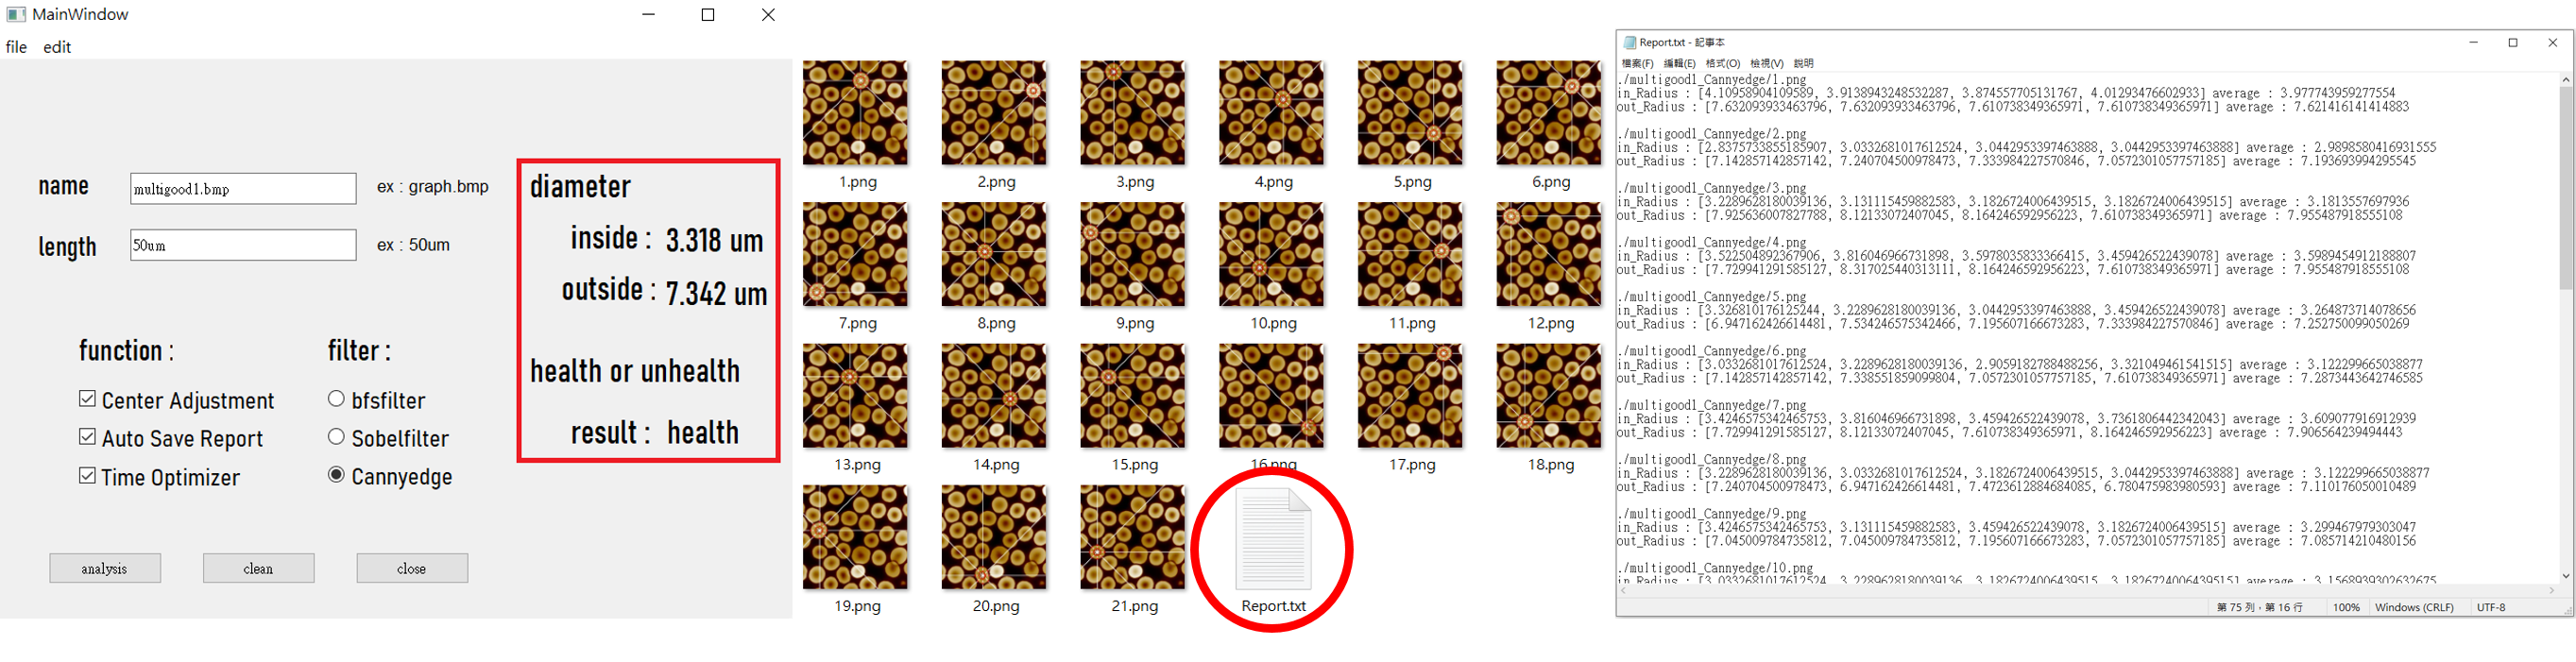 MainWindow
file edit
name multigood1.bmp ex : graph.bmp
length 50um ex : 50um
function : filter :
Center Adjustment bfsfilter
Auto Save Report Sobelfilter
Time Optimizer Cannyedge
analysis clean close
diameter
inside : 3.318 um
outside : 7.342 um
health or unhealth
result : health
1.png 2.png 3.png 4.png 5.png 6.png
7.png 8.png 9.png 10.png 11.png 12.png
13.png 14.png 15.png 16.png 17.png 18.png
19.png 20.png 21.png Report.txt
Report.txt - 記事本
檔案(F) 編輯(E) 格式(O) 檢視(V) 說明
./multigood1_Cannyedge/1.png
in_Radius : [4.10958904109589, 3.9138943248532287, 3.874557705131767, 4.01293476602933] average : 3.977743959277554
out_Radius : [7.632093933463796, 7.632093933463796, 7.610738349365971, 7.610738349365971] average : 7.621416141414883
./multigood1_Cannyedge/2.png
in_Radius : [2.8375733855185907, 3.0332681017612524, 3.0442953397463888, 3.0442953397463888] average : 2.9898580416931555
out_Radius : [7.142857142857142, 7.240704500978473, 7.333984227570846, 7.0572301057757185] average : 7.193693994295545
./multigood1_Cannyedge/3.png
in_Radius : [3.2289628180039136, 3.131115459882583, 3.1826724006439515, 3.1826724006439515] average : 3.1813557697936
out_Radius : [7.925636007827788, 8.12133072407045, 8.164246592956223, 7.610738349365971] average : 7.955487918555108
./multigood1_Cannyedge/4.png
in_Radius : [3.522504892367906, 3.816046966731898, 3.5978035833366415, 3.459426522439078] average : 3.5989454912188807
out_Radius : [7.729941291585127, 8.317025440313111, 8.164246592956223, 7.610738349365971] average : 7.955487918555108
./multigood1_Cannyedge/5.png
in_Radius : [3.326810176125244, 3.2289628180039136, 3.0442953397463888, 3.459426522439078] average : 3.264873714078656
out_Radius : [6.947162426614481, 7.534246575342466, 7.195607166673283, 7.333984227570846] average : 7.252750099050269
./multigood1_Cannyedge/6.png
in_Radius : [3.0332681017612524, 3.2289628180039136, 2.9059182788488256, 3.321049461541515] average : 3.122299665038877
out_Radius : [7.142857142857142, 7.338551859099804, 7.0572301057757185, 7.610738349365971] average : 7.2873443642746585
./multigood1_Cannyedge/7.png
in_Radius : [3.4246575342465753, 3.816046966731898, 3.459426522439078, 3.7361806442342043] average : 3.609077916912939
out_Radius : [7.729941291585127, 8.12133072407045, 7.610738349365971, 8.164246592956223] average : 7.906564239494443
./multigood1_Cannyedge/8.png
in_Radius : [3.2289628180039136, 3.0332681017612524, 3.1826724006439515, 3.0442953397463888] average : 3.122299665038877
out_Radius : [7.240704500978473, 6.947162426614481, 7.4723612884684085, 6.780475983980593] average : 7.110176050010489
./multigood1_Cannyedge/9.png
in_Radius : [3.4246575342465753, 3.131115459882583, 3.459426522439078, 3.1826724006439515] average : 3.299467979303047
out_Radius : [7.045009784735812, 7.045009784735812, 7.195607166673283, 7.0572301057757185] average : 7.085714210480156
./multigood1_Cannyedge/10.png
in_Radius : [3.0332681017612524, 3.2289628180039136, 3.1826724006439515, 3.1826724006439515] average : 3.1568939302632675
第 75 列，第 16 行 100% Windows (CRLF) UTF-8